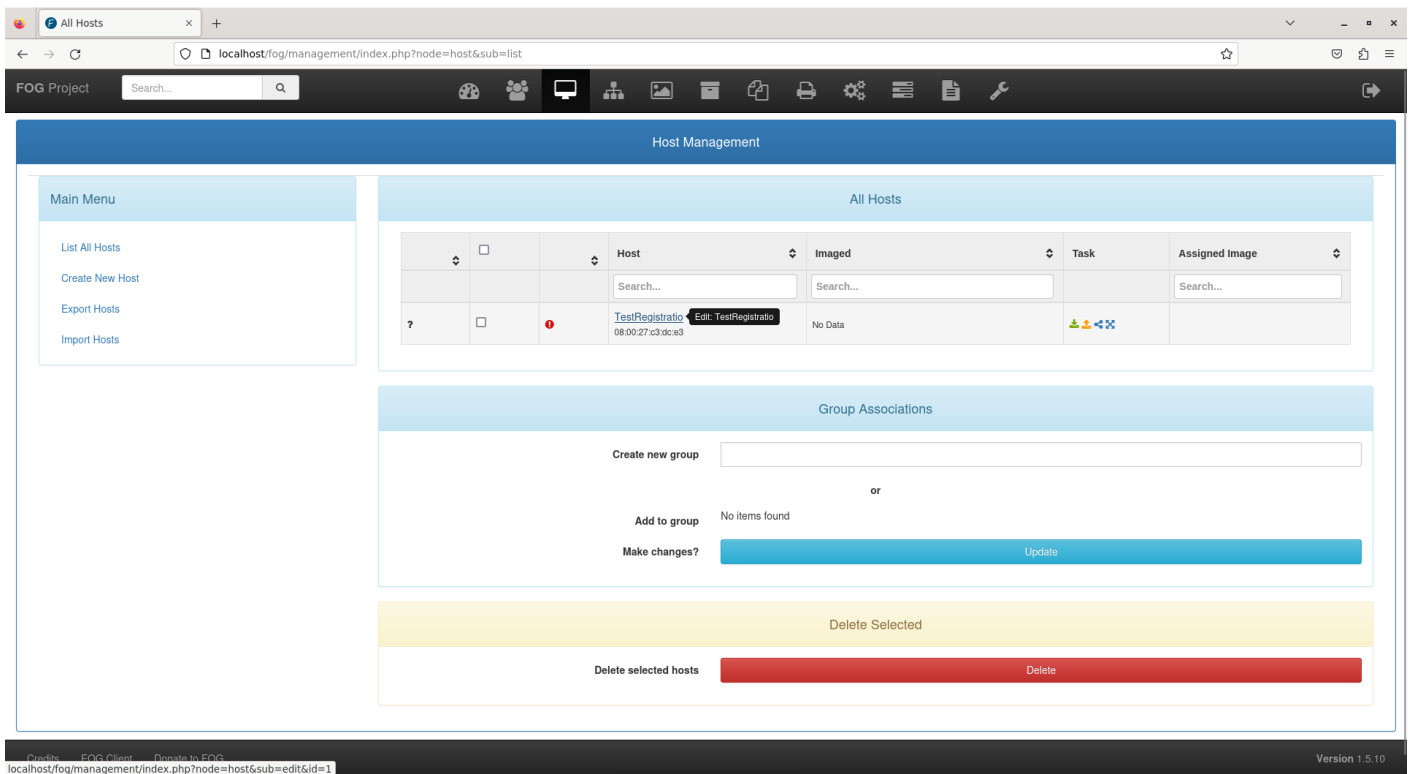 All Hosts
localhost/fog/management/index.php?node=host&sub=list
FOG Project
Search...
Host Management
Main Menu
List All Hosts
Create New Host
Export Hosts
Import Hosts
All Hosts
Host Imaged Task Assigned Image
Search... Search... Search...
? TestRegistratio Edit: TestRegistratio No Data
08:00:27:c3:dc:e3
Group Associations
Create new group
or
Add to group No items found
Make changes? Update
Delete Selected
Delete selected hosts Delete
Credits FOG Client Donate to FOG Version 1.5.10
localhost/fog/management/index.php?node=host&sub=edit&id=1